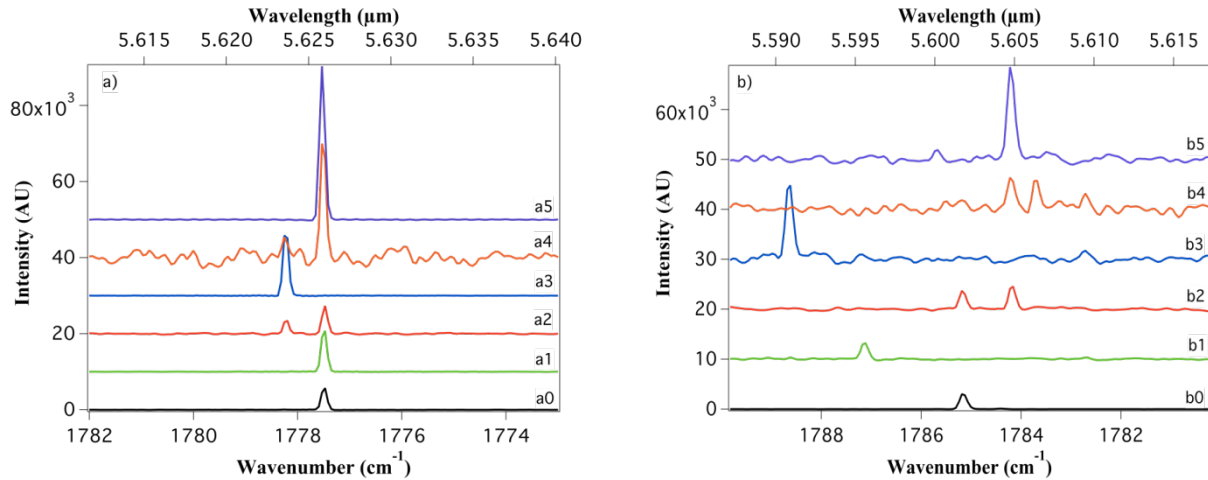 Wavelength (µm)
5.615 5.620 5.625 5.630 5.635 5.640
a)
80x10³
60
40
20
0
Intensity (AU)
a5
a4
a3
a2
a1
a0
1782 1780 1778 1776 1774
Wavenumber (cm⁻¹)
Wavelength (µm)
5.590 5.595 5.600 5.605 5.610 5.615
b)
60x10³
50
40
30
20
10
0
Intensity (AU)
b5
b4
b3
b2
b1
b0
1788 1786 1784 1782
Wavenumber (cm⁻¹)